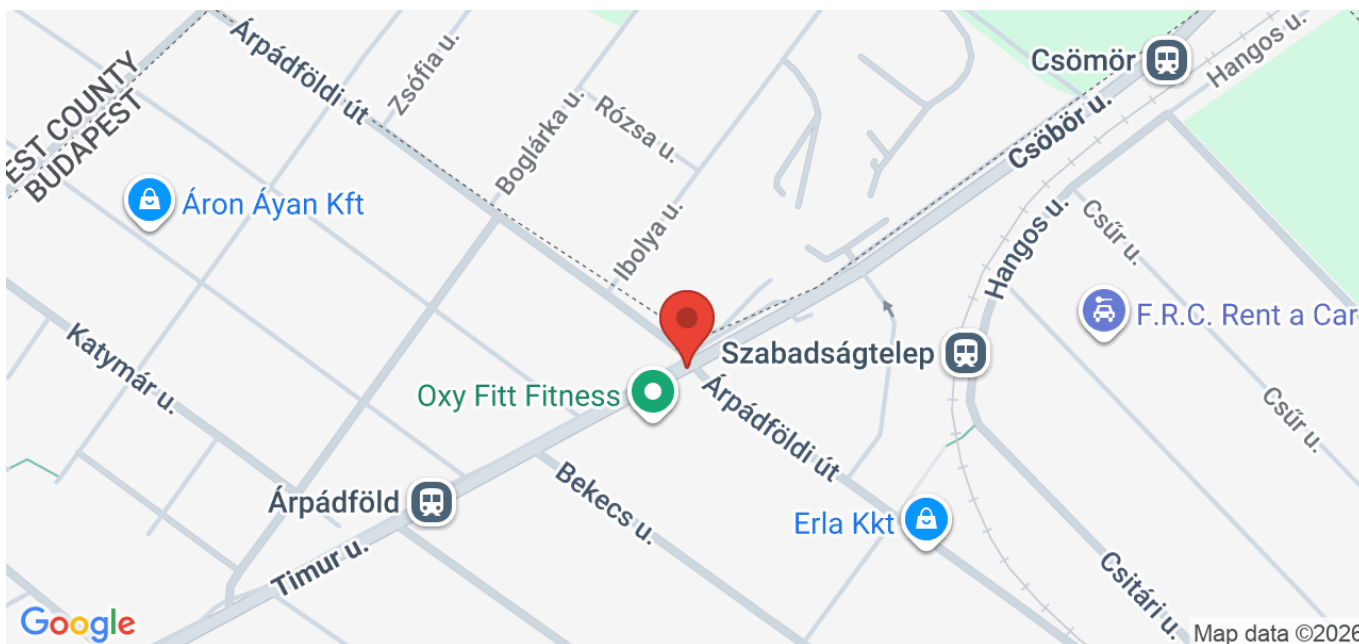 Árpádföldi út
Zsófia u.
Boglárka u.
Rózsa u.
Ibolya u.
Csömör
Hangos u.
Csöbör u.
EST COUNTY
BUDAPEST
Áron Áyan Kft
Hangos u.
Csűr u.
F.R.C. Rent a Car
Katymár u.
Szabadságtelep
Oxy Fitt Fitness
Árpádföldi út
Csűr u.
Árpádföld
Bekecs u.
Erla Kkt
Timur u.
Csitári u.
Google
Map data ©2026